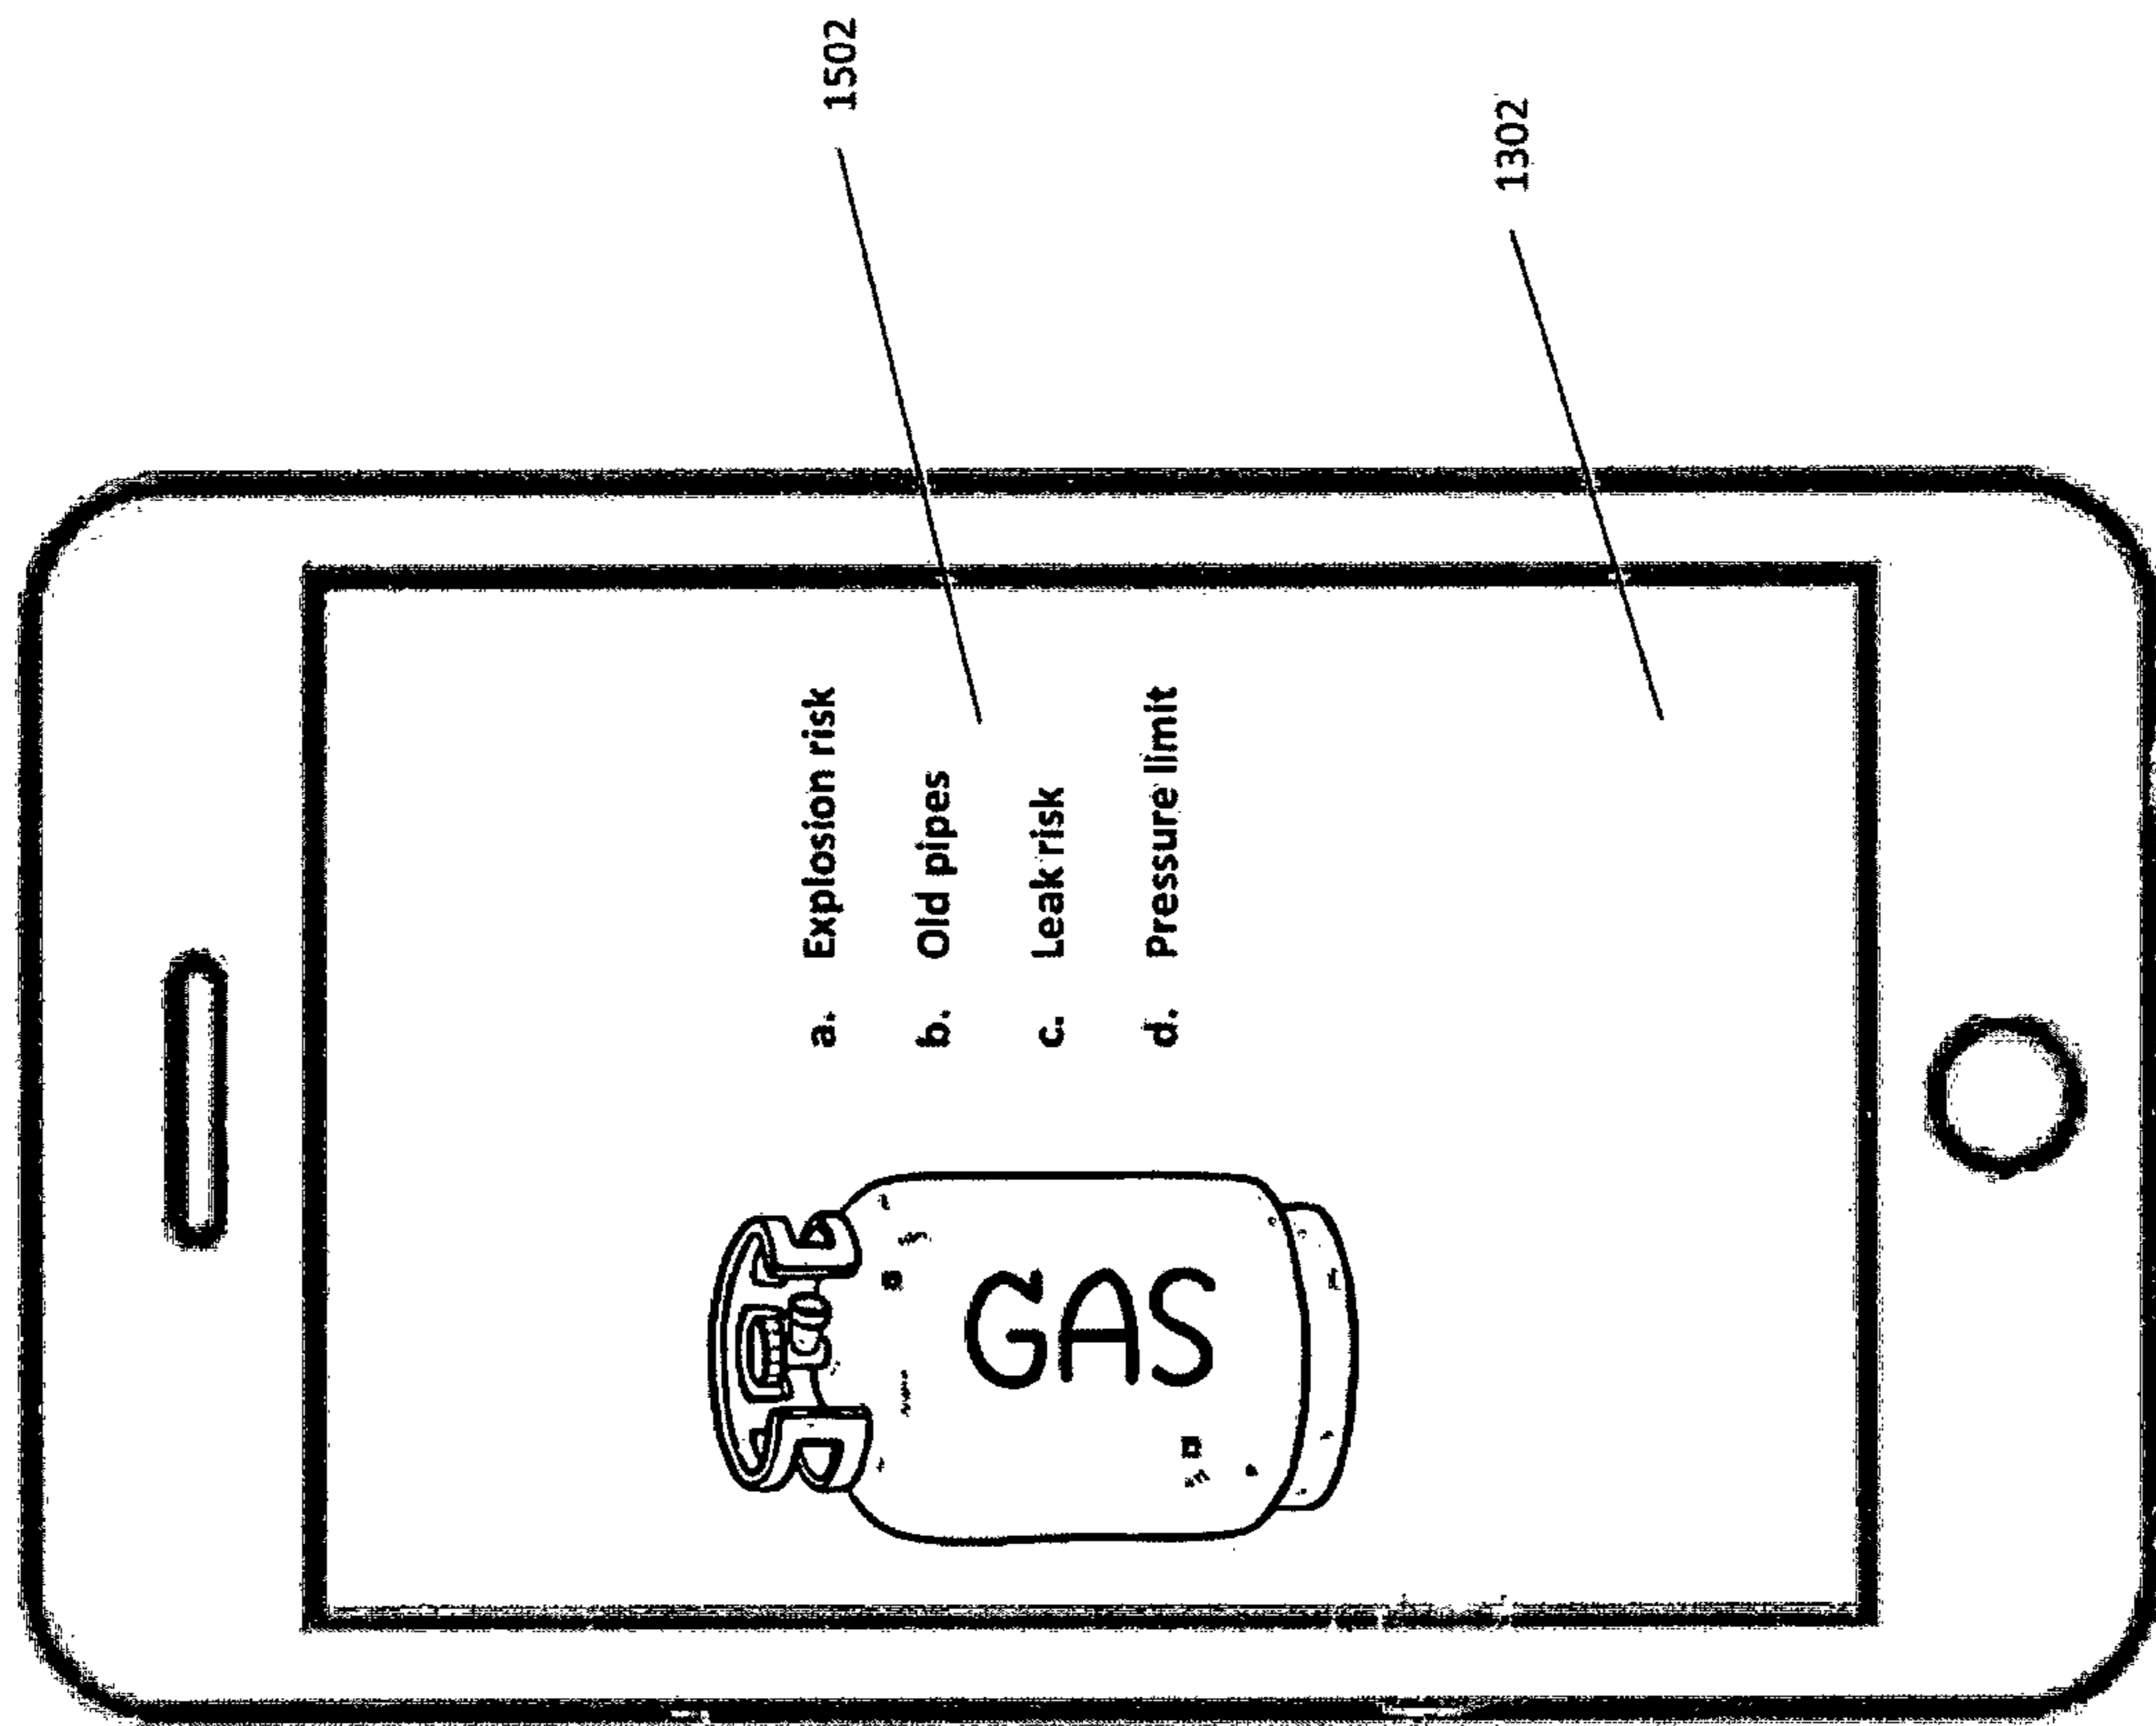 1502
a. Explosion risk
b. Old pipes
c. Leak risk
d. Pressure limit
GAS
1302